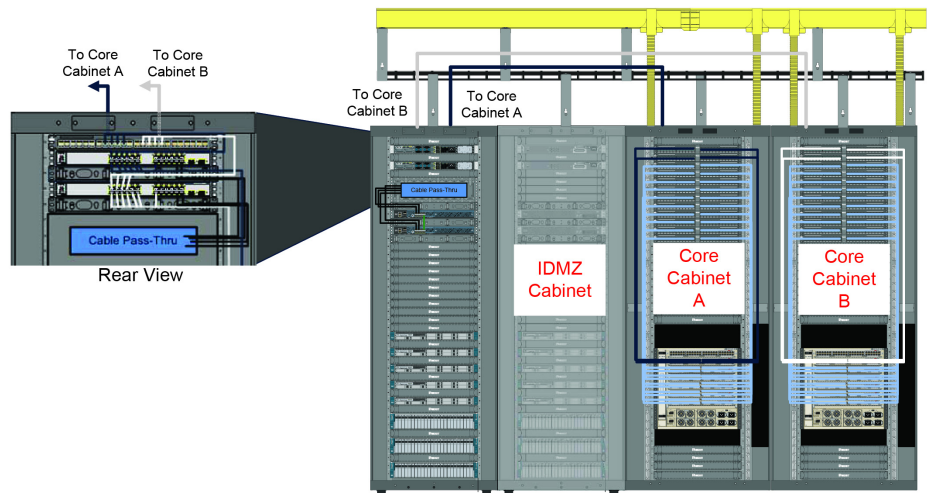 To Core
Cabinet A
To Core
Cabinet B
Cable Pass-Thru
Rear View
To Core
Cabinet B
To Core
Cabinet A
Cable Pass-Thru
IDMZ
Cabinet
Core
Cabinet
A
Core
Cabinet
B